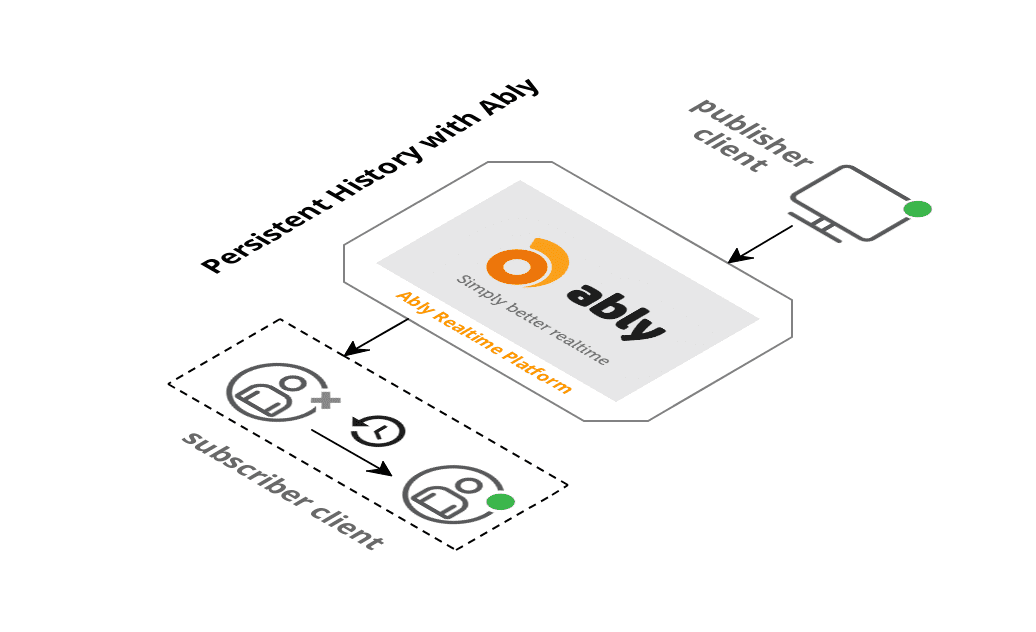 Persistent History with Ably
publisher
client
ably
Simply better realtime
Ably Realtime Platform
subscriber client